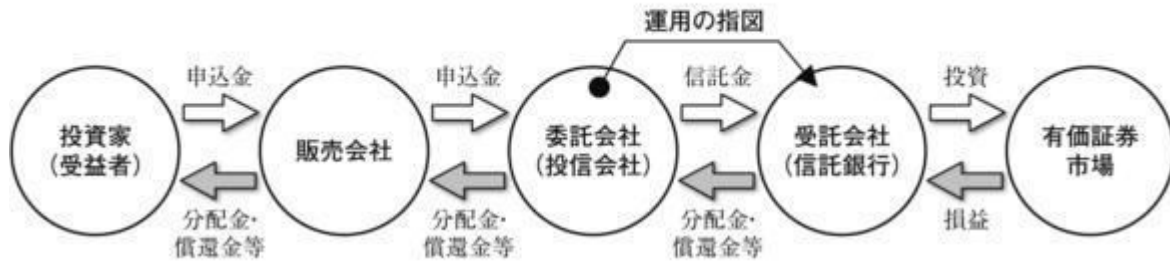 運用の指図
申込金
申込金
信託金
投資
投資家
(受益者)
販売会社
委託会社
(投信会社)
受託会社
(信託銀行)
有価証券
市場
分配金・
償還金等
分配金・
償還金等
分配金・
償還金等
損益